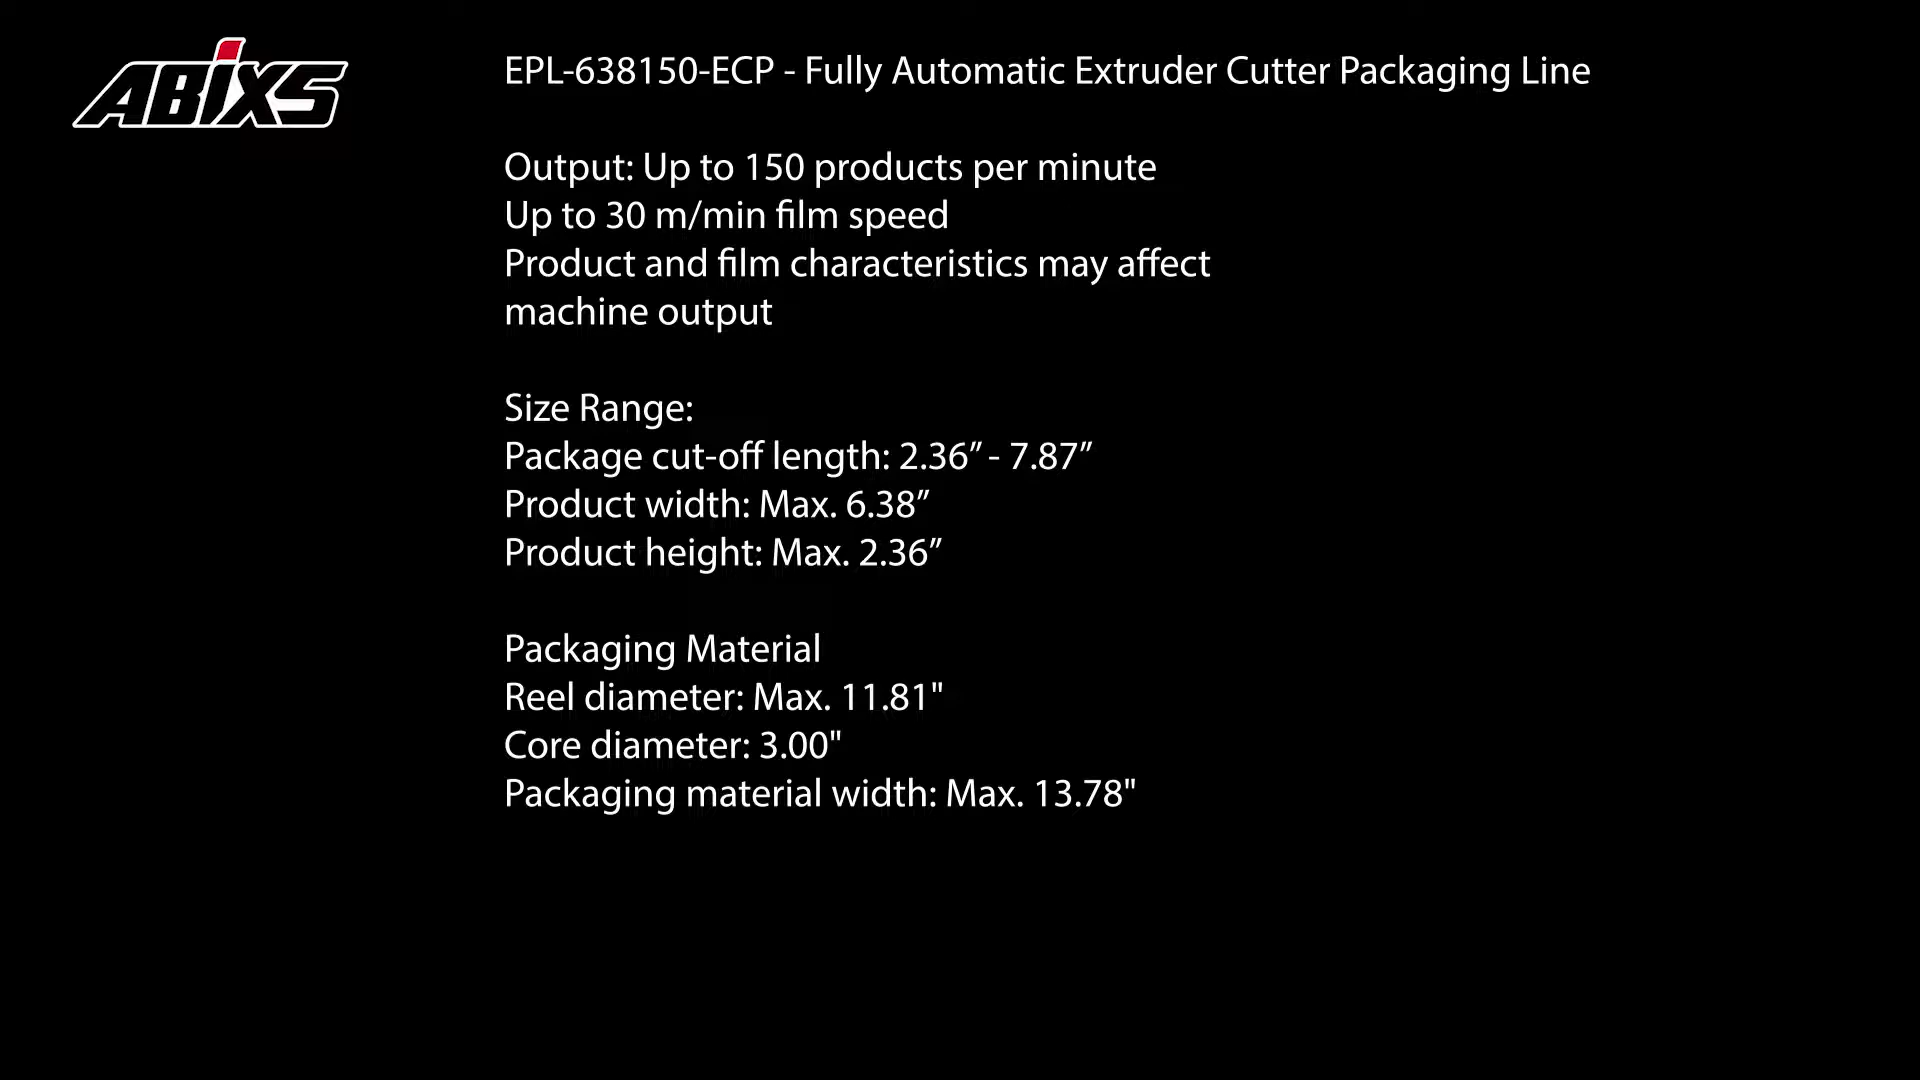 ABiXS
EPL-638150-ECP - Fully Automatic Extruder Cutter Packaging Line
Output: Up to 150 products per minute
Up to 30 m/min film speed
Product and film characteristics may affect
machine output
Size Range:
Package cut-off length: 2.36” - 7.87”
Product width: Max. 6.38”
Product height: Max. 2.36”
Packaging Material
Reel diameter: Max. 11.81"
Core diameter: 3.00"
Packaging material width: Max. 13.78"